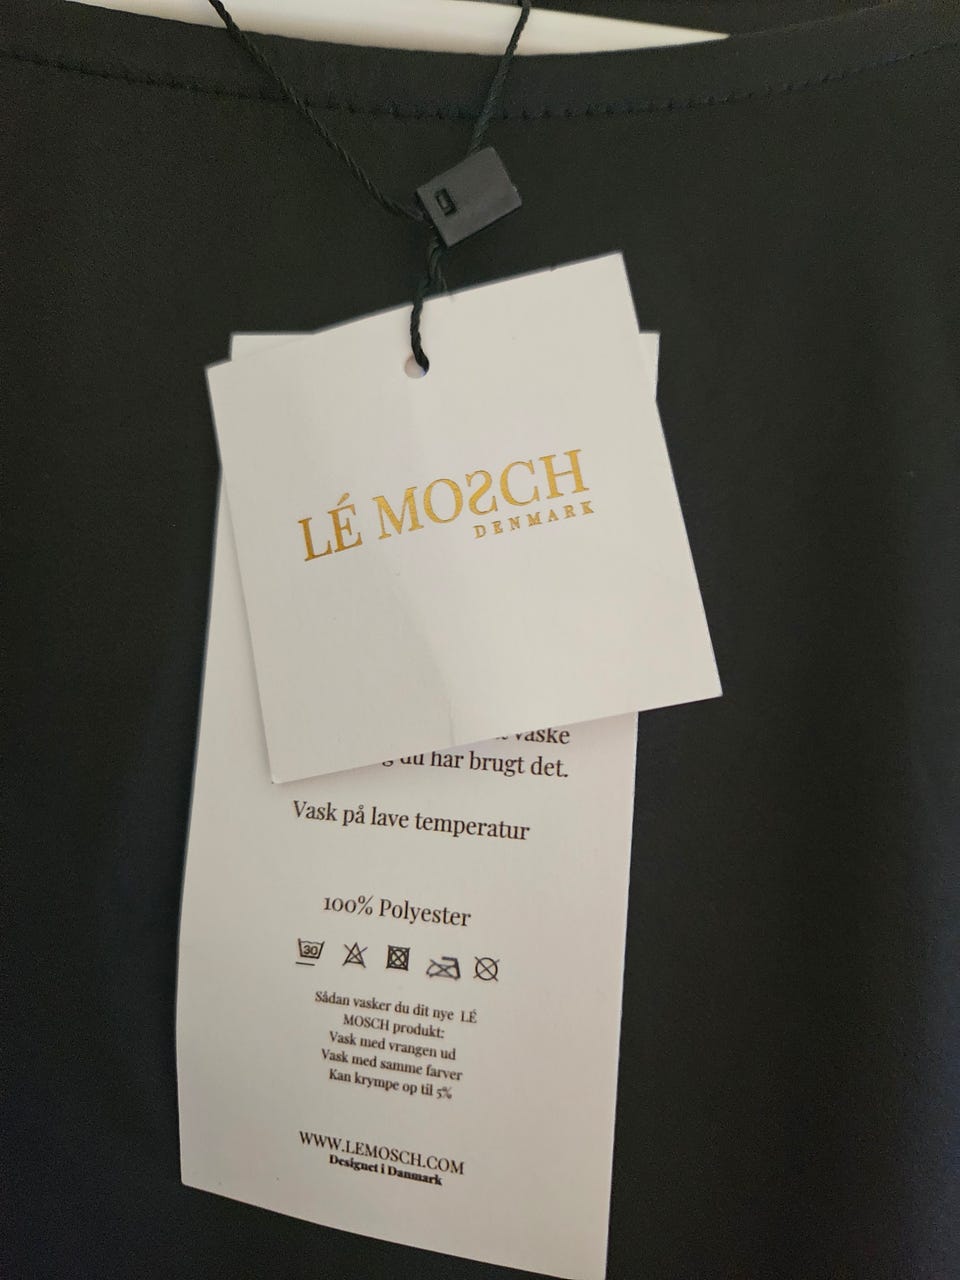 LÉ MOSCH
DENMARK
vaske
du har brugt det.
Vask på lave temperatur
100% Polyester
30
Sådan vasker du dit nye LÉ
MOSCH produkt:
Vask med vrangen ud
Vask med samme farver
Kan krympe op til 5%
WWW.LEMOSCH.COM
Designet i Danmark